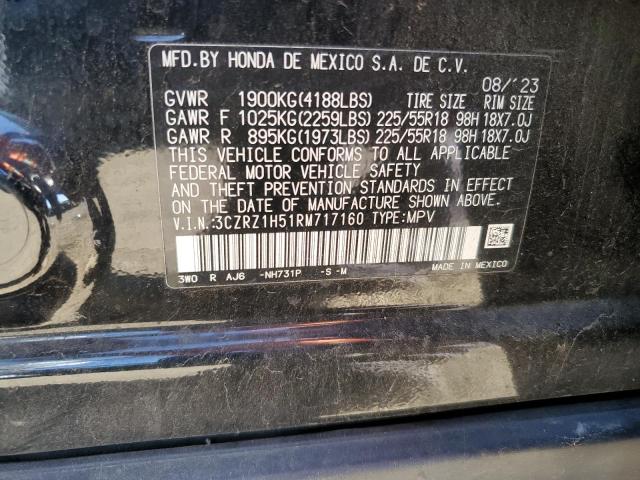 MFD.BY HONDA DE MEXICO S.A. DE C.V.
08/'23
GVWR 1900KG(4188LBS) TIRE SIZE RIM SIZE
GAWR F 1025KG(2259LBS) 225/55R18 98H 18X7.0J
GAWR R 895KG(1973LBS) 225/55R18 98H 18X7.0J
THIS VEHICLE CONFORMS TO ALL APPLICABLE
FEDERAL MOTOR VEHICLE SAFETY
AND THEFT PREVENTION STANDARDS IN EFFECT
ON THE DATE OF MANUFACTURE SHOWN ABOVE.
V.I.N.:3CZRZ1H51RM717160 TYPE:MPV
3W0 R AJ6 -NH731P -S -M
MADE IN MEXICO